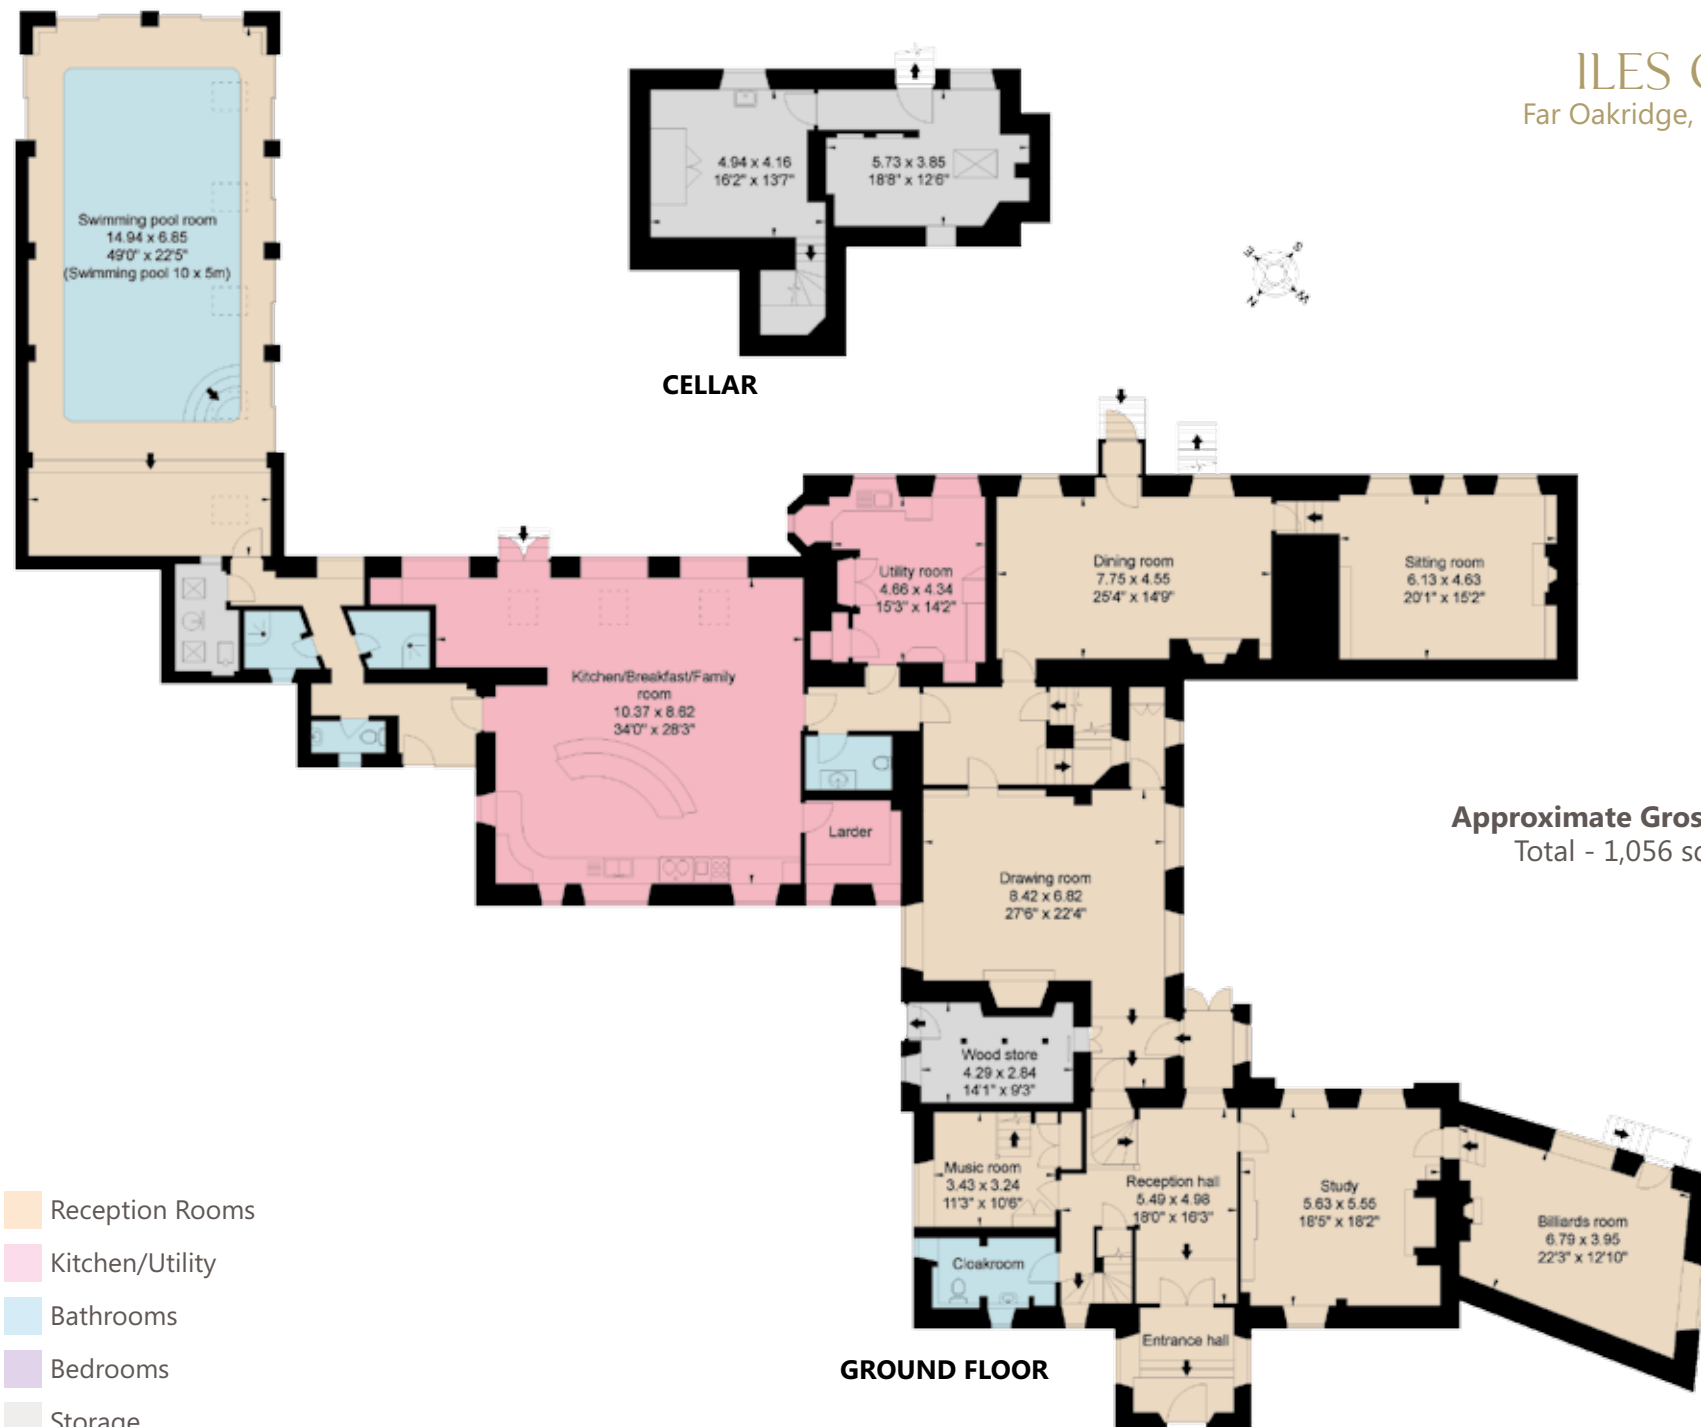 ILES
Far Oakridge,
4.94 x 4.16
16'2" x 13'7"
5.73 x 3.85
18'8" x 12'6"
CELLAR
Swimming pool room
14.94 x 6.85
49'0" x 22'5"
(Swimming pool 10 x 5m)
S
E
W
N
Utility room
4.66 x 4.34
15'3" x 14'2"
Dining room
7.75 x 4.55
25'4" x 14'9"
Sitting room
6.13 x 4.63
20'1" x 15'2"
Kitchen/Breakfast/Family
room
10.37 x 8.62
34'0" x 28'3"
Larder
Approximate Gros
Total - 1,056 sq
Drawing room
8.42 x 6.82
27'6" x 22'4"
Wood store
4.29 x 2.84
14'1" x 9'3"
Music room
3.43 x 3.24
11'3" x 10'6"
Reception hall
5.49 x 4.98
18'0" x 16'3"
Study
5.63 x 5.55
18'5" x 18'2"
Billiards room
6.79 x 3.95
22'3" x 12'10"
Cloakroom
Entrance hall
GROUND FLOOR
Reception Rooms
Kitchen/Utility
Bathrooms
Bedrooms
Storage